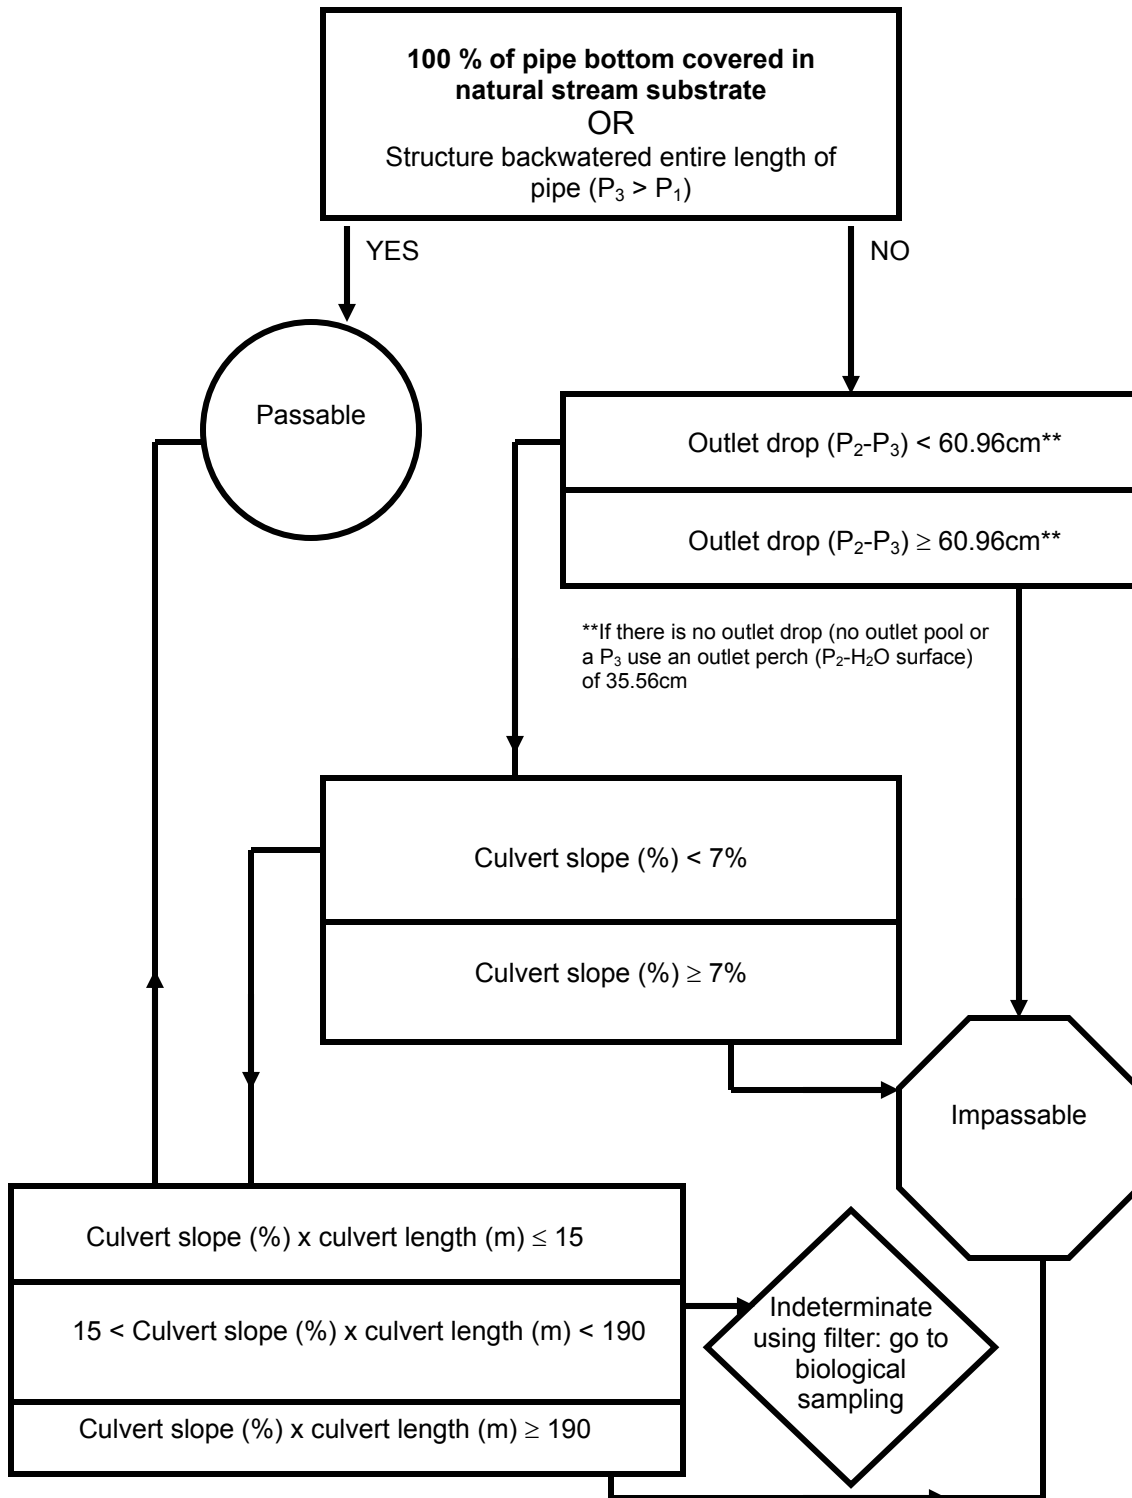 100 % of pipe bottom covered in
natural stream substrate
OR
Structure backwatered entire length of
pipe (P₃ > P₁)
YES
NO
Passable
Outlet drop (P₂-P₃) < 60.96cm**
Outlet drop (P₂-P₃) ≥ 60.96cm**
**If there is no outlet drop (no outlet pool or
a P₃ use an outlet perch (P₂-H₂O surface)
of 35.56cm
Culvert slope (%) < 7%
Culvert slope (%) ≥ 7%
Impassable
Culvert slope (%) x culvert length (m) ≤ 15
15 < Culvert slope (%) x culvert length (m) < 190
Culvert slope (%) x culvert length (m) ≥ 190
Indeterminate
using filter: go to
biological
sampling